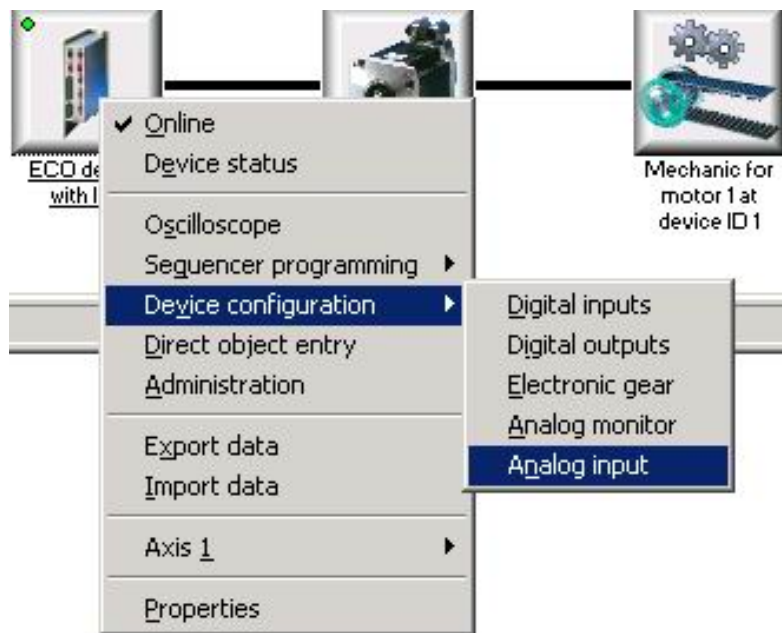 Online
Device status
ECO de
with I
Mechanic for
motor 1 at
device ID 1
Oscilloscope
Sequencer programming
Device configuration
Direct object entry
Administration
Export data
Import data
Axis 1
Properties
Digital inputs
Digital outputs
Electronic gear
Analog monitor
Analog input